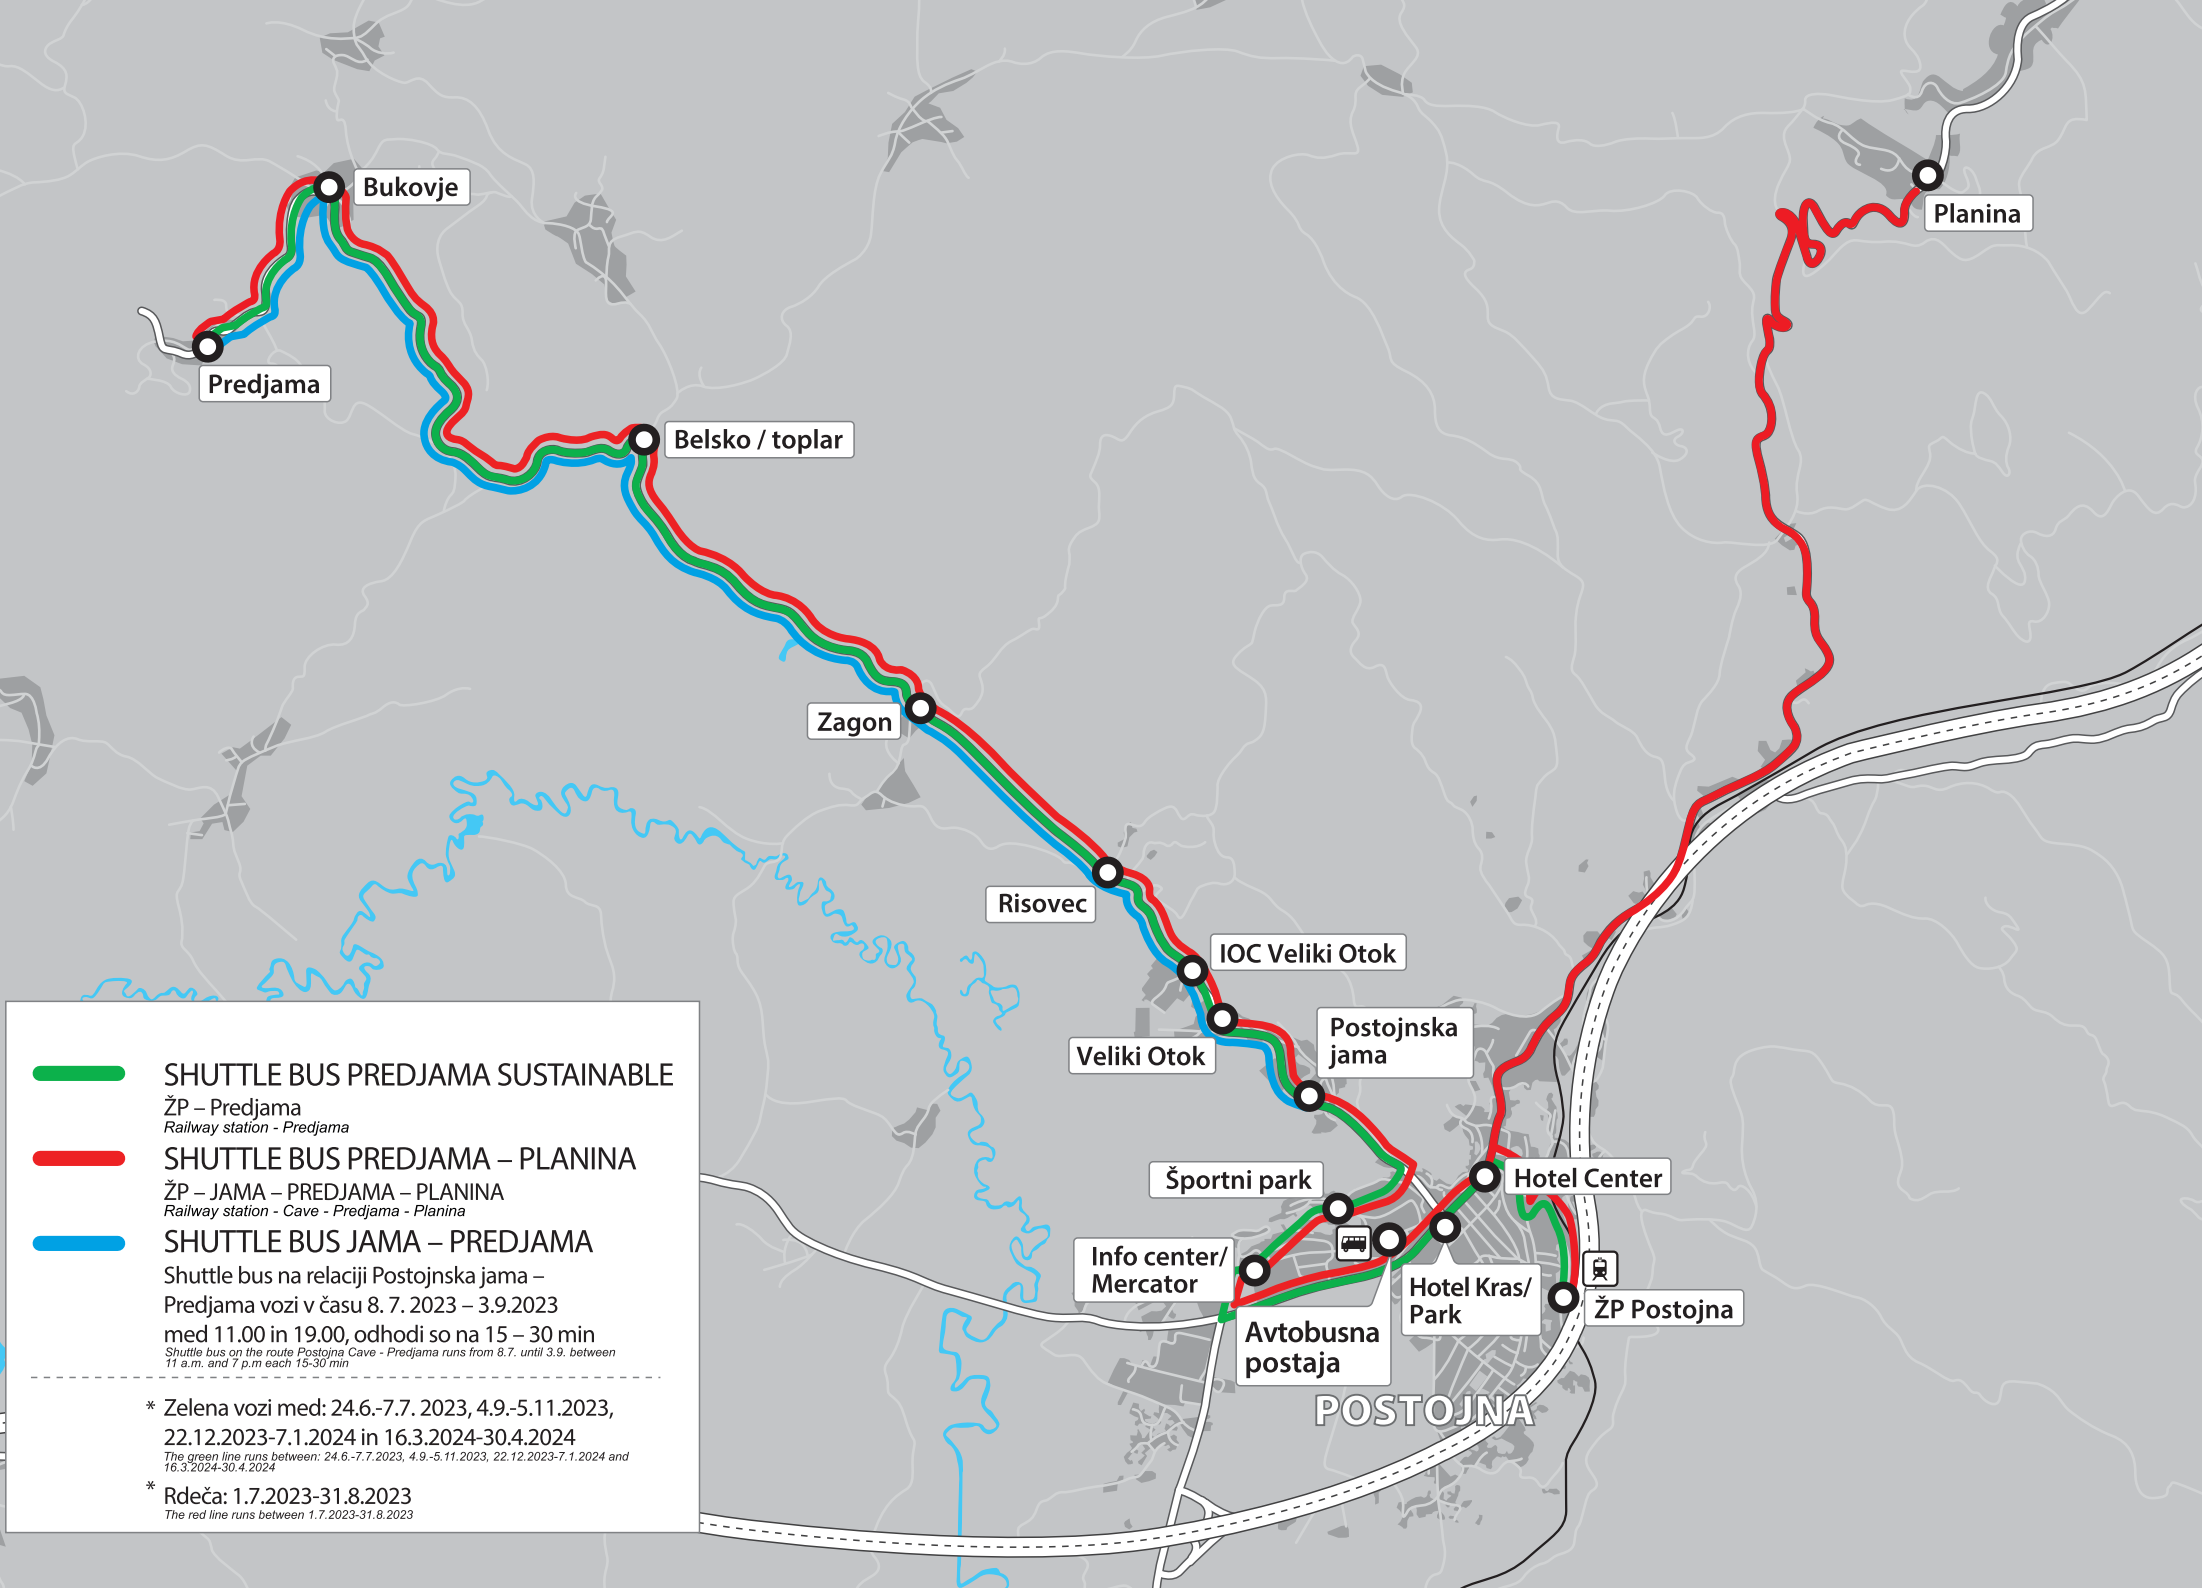 Bukovje
Planina
Predjama
Belsko / toplar
Zagon
Risovec
IOC Veliki Otok
Veliki Otok
Postojnska
jama
Športni park
Hotel Center
Info center/
Mercator
Hotel Kras/
Park
ŽP Postojna
Avtobusna
postaja
POSTOJNA
SHUTTLE BUS PREDJAMA SUSTAINABLE
ŽP – Predjama
Railway station - Predjama
SHUTTLE BUS PREDJAMA – PLANINA
ŽP – JAMA – PREDJAMA – PLANINA
Railway station - Cave - Predjama - Planina
SHUTTLE BUS JAMA – PREDJAMA
Shuttle bus na relaciji Postojnska jama –
Predjama vozi v času 8. 7. 2023 – 3.9.2023
med 11.00 in 19.00, odhodi so na 15 – 30 min
Shuttle bus on the route Postojna Cave - Predjama runs from 8.7. until 3.9. between
11 a.m. and 7 p.m each 15-30 min
* Zelena vozi med: 24.6.-7.7. 2023, 4.9.-5.11.2023,
22.12.2023-7.1.2024 in 16.3.2024-30.4.2024
The green line runs between: 24.6.-7.7.2023, 4.9.-5.11.2023, 22.12.2023-7.1.2024 and
16.3.2024-30.4.2024
* Rdeča: 1.7.2023-31.8.2023
The red line runs between 1.7.2023-31.8.2023